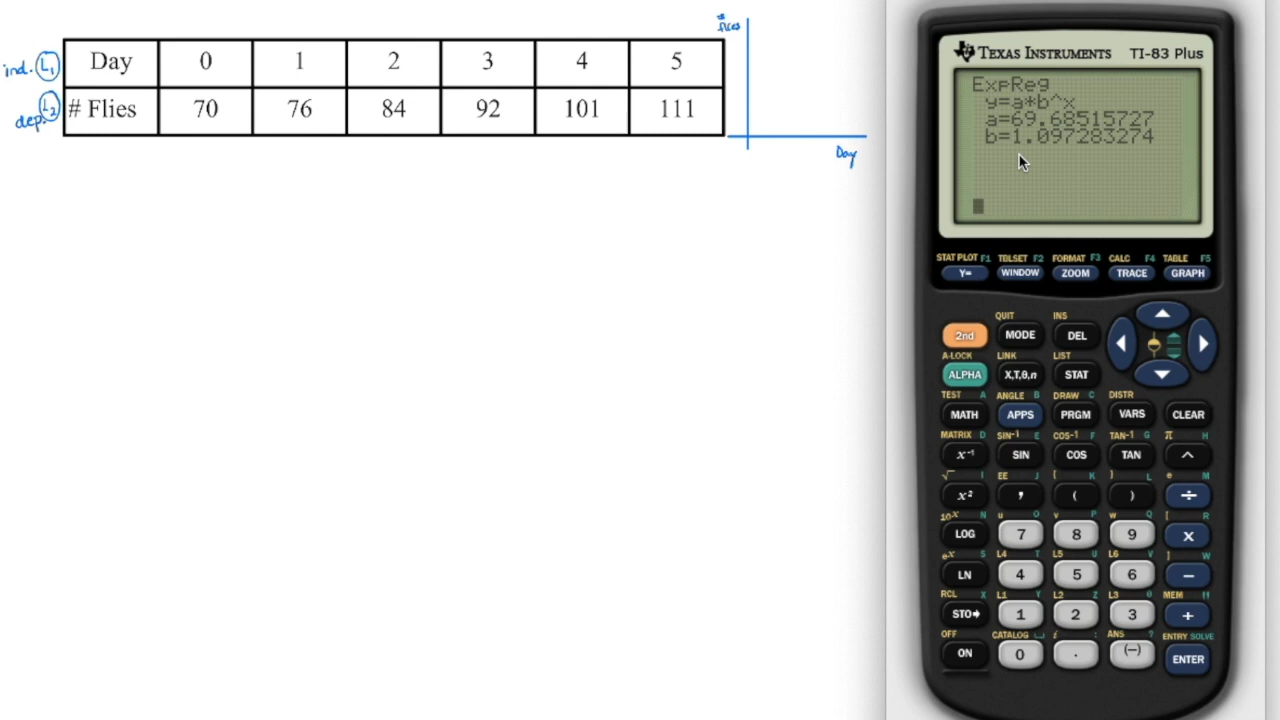 # flies
ind. L₁ Day 0 1 2 3 4 5
dep. L₂ # Flies 70 76 84 92 101 111
Day
TEXAS INSTRUMENTS TI-83 Plus
ExpReg
y=a*b^x
a=69.68515727
b=1.097283274
STAT PLOT F1 TBLSET F2 FORMAT F3 CALC F4 TABLE F5
Y= WINDOW ZOOM TRACE GRAPH
QUIT INS
2nd MODE DEL
A-LOCK LINK LIST
ALPHA X,T,θ,n STAT
TEST A ANGLE B DRAW C DISTR
MATH APPS PRGM VARS CLEAR
MATRIX D SIN⁻¹ E COS⁻¹ F TAN⁻¹ G π H
x⁻¹ SIN COS TAN ^
√ I EE J { K } L e M
x² , ( ) ÷
10ˣ N u O v P w Q [ R
LOG 7 8 9 x
eˣ S L4 T L5 U L6 V ] W
LN 4 5 6 −
RCL X L1 Y L2 Z L3 θ MEM "
STO➔ 1 2 3 +
OFF CATALOG i : ANS ? ENTRY SOLVE
ON 0 . (−) ENTER